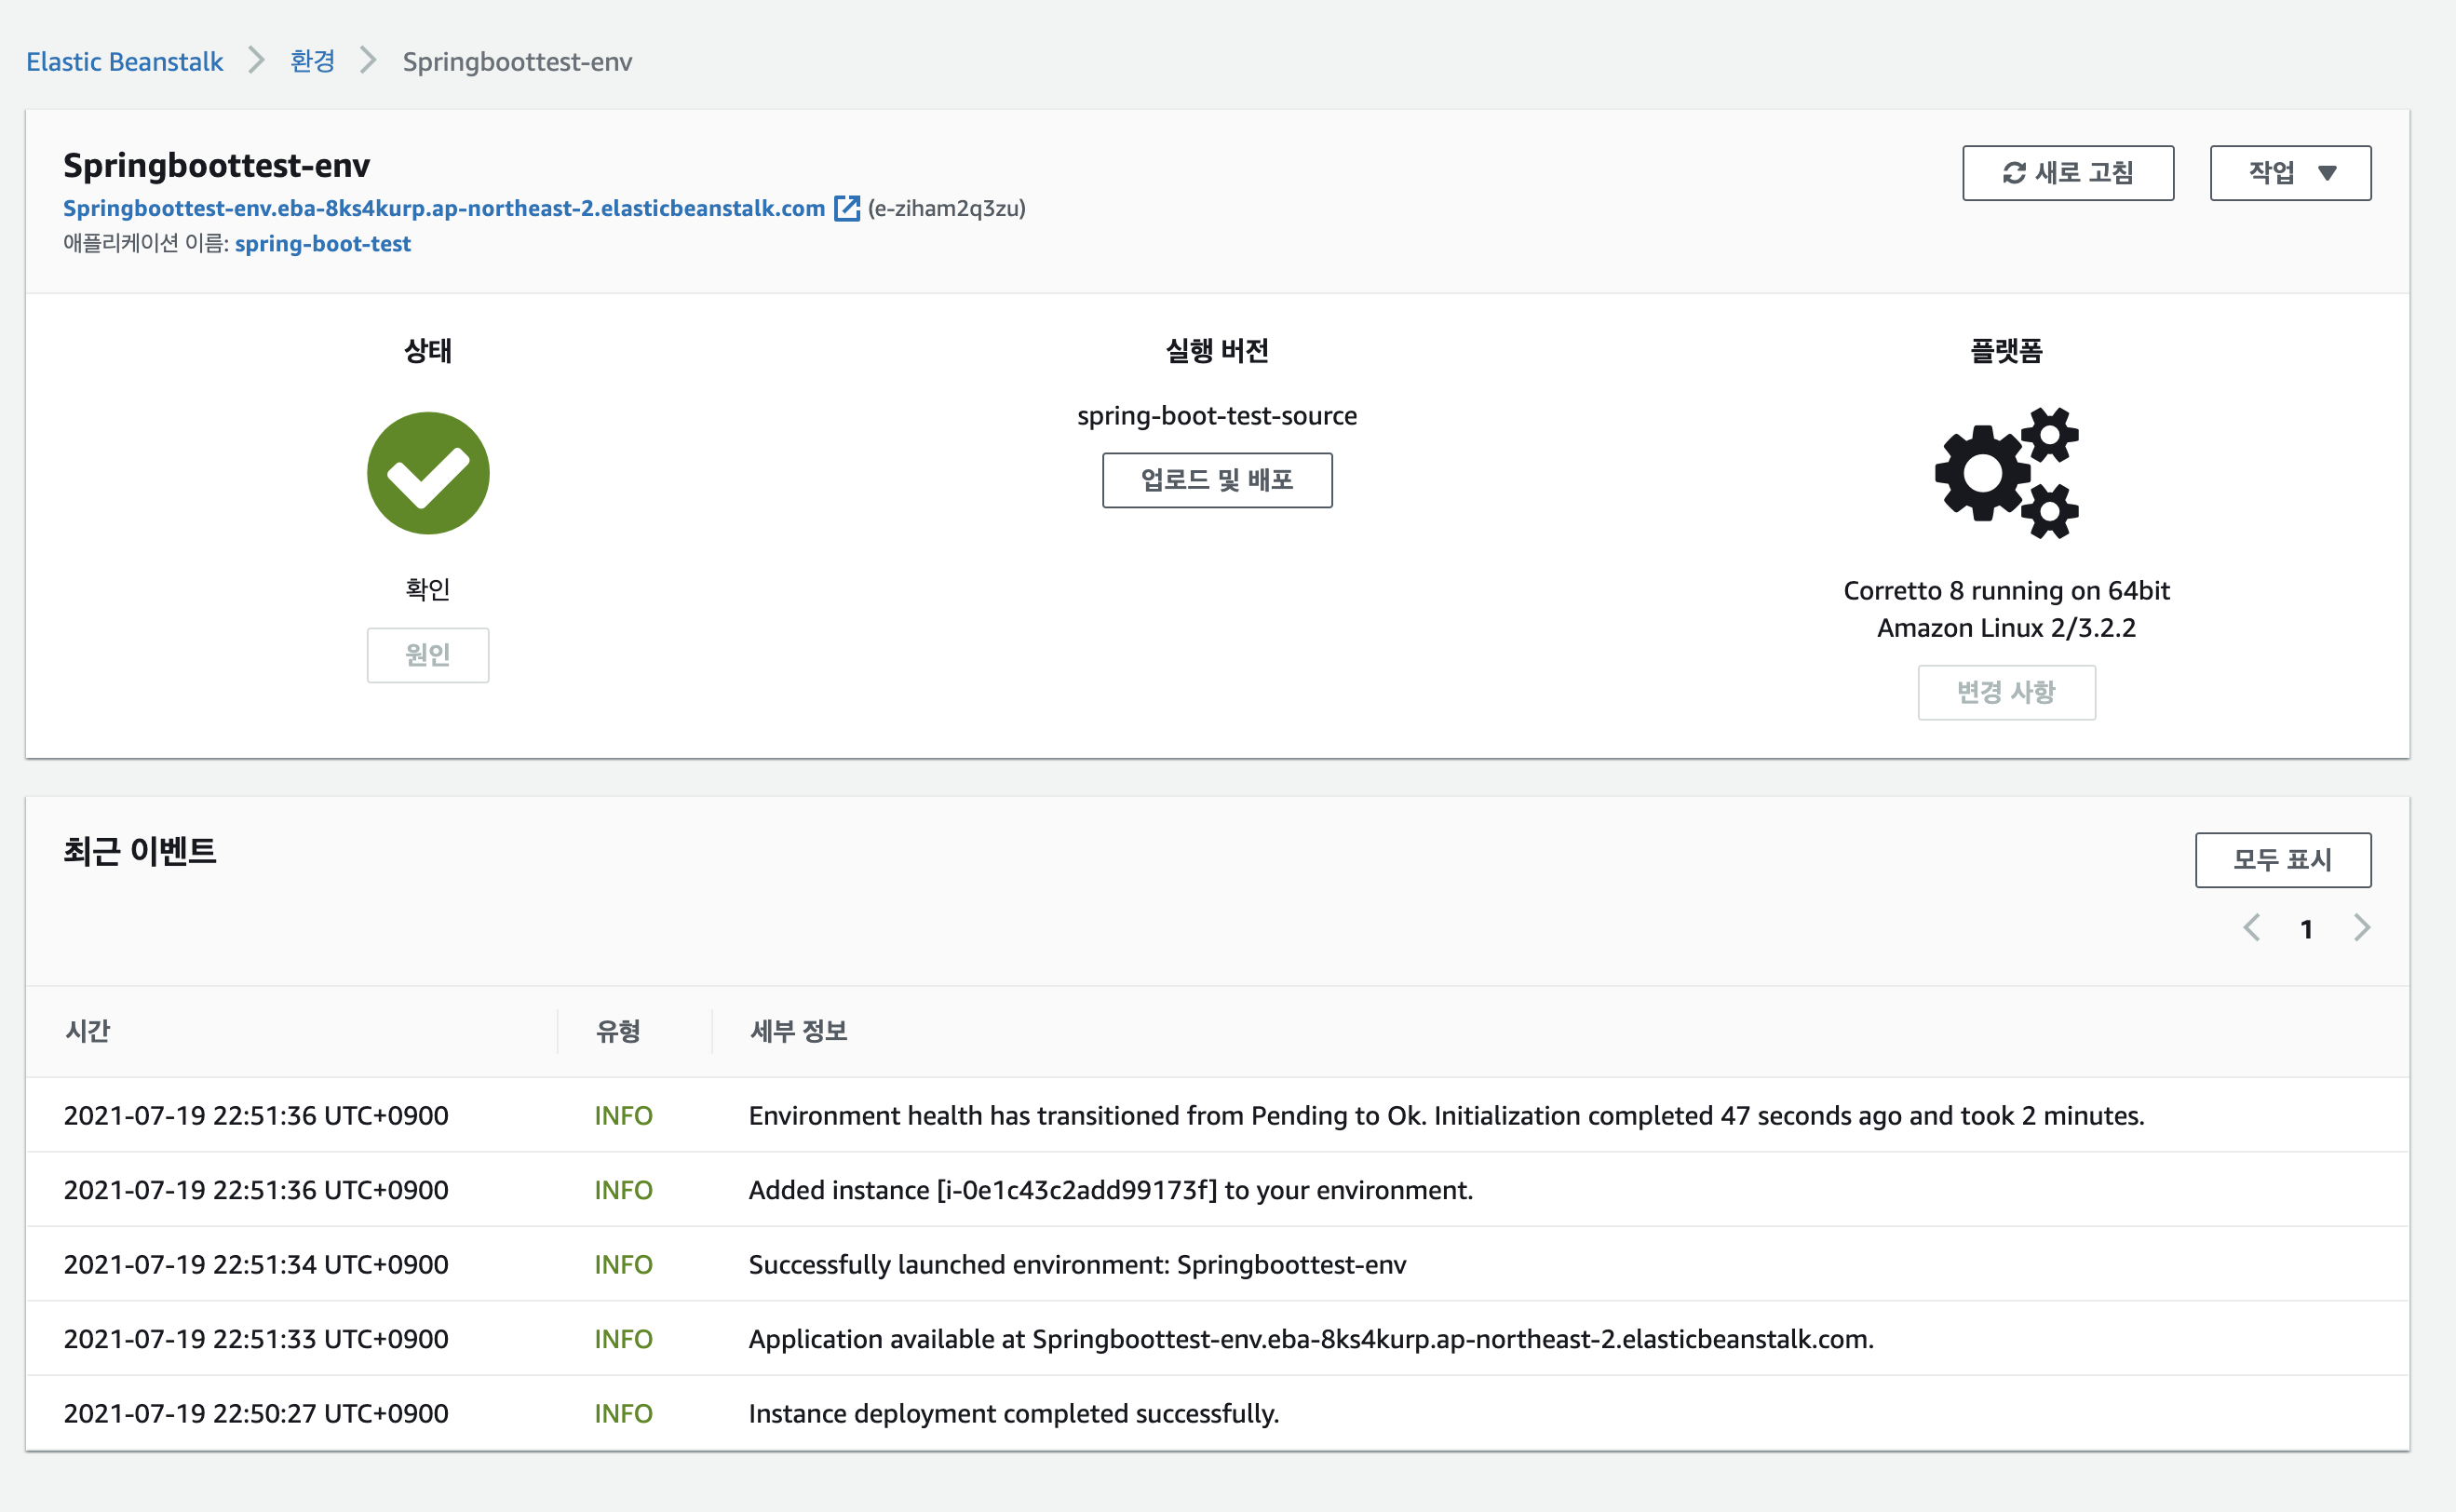 Elastic Beanstalk > 환경 > Springboottest-env
Springboottest-env
새로 고침
작업 ▼
Springboottest-env.eba-8ks4kurp.ap-northeast-2.elasticbeanstalk.com (e-ziham2q3zu)
애플리케이션 이름: spring-boot-test
상태
확인
원인
실행 버전
spring-boot-test-source
업로드 및 배포
플랫폼
Corretto 8 running on 64bit
Amazon Linux 2/3.2.2
변경 사항
최근 이벤트
모두 표시
< 1 >
시간 유형 세부 정보
2021-07-19 22:51:36 UTC+0900 INFO Environment health has transitioned from Pending to Ok. Initialization completed 47 seconds ago and took 2 minutes.
2021-07-19 22:51:36 UTC+0900 INFO Added instance [i-0e1c43c2add99173f] to your environment.
2021-07-19 22:51:34 UTC+0900 INFO Successfully launched environment: Springboottest-env
2021-07-19 22:51:33 UTC+0900 INFO Application available at Springboottest-env.eba-8ks4kurp.ap-northeast-2.elasticbeanstalk.com.
2021-07-19 22:50:27 UTC+0900 INFO Instance deployment completed successfully.